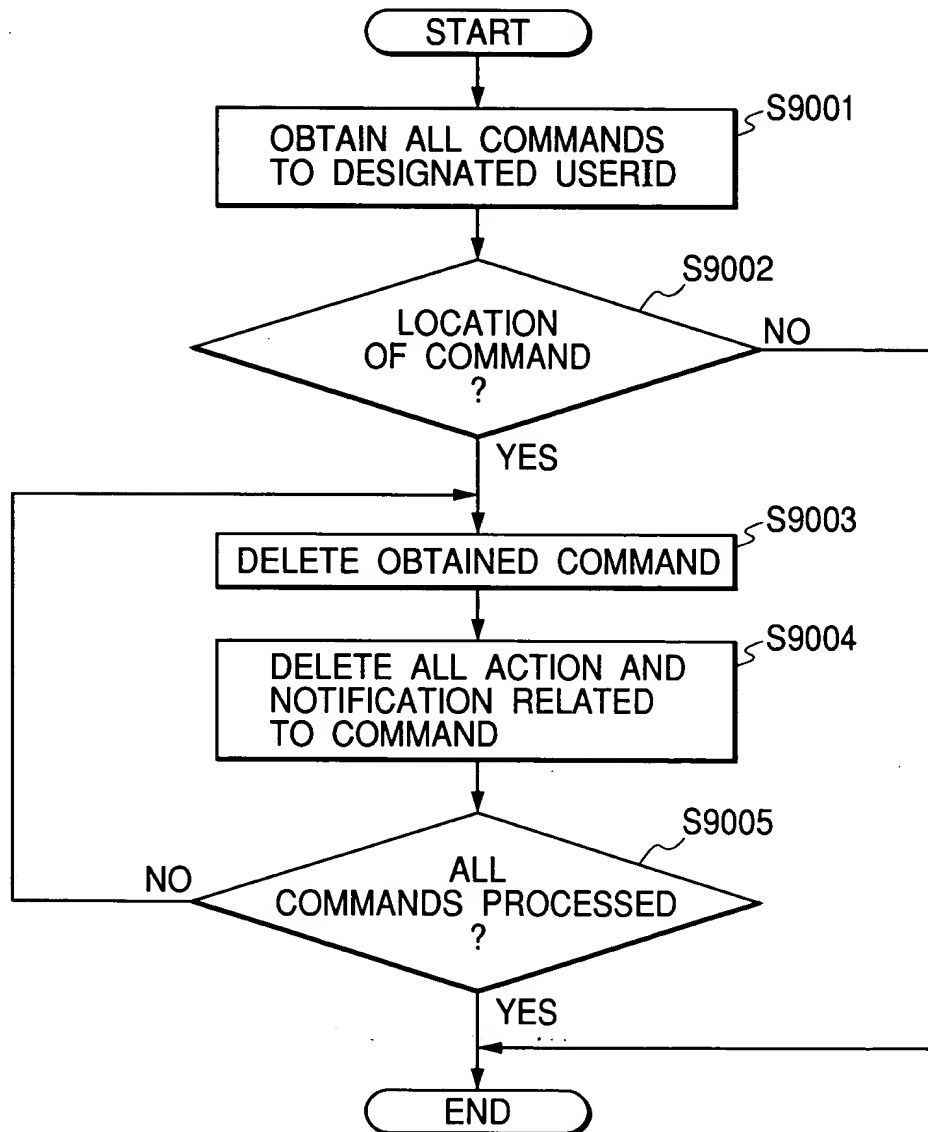 START
S9001
OBTAIN ALL COMMANDS
TO DESIGNATED USERID
S9002
LOCATION
OF COMMAND
?
NO
YES
S9003
DELETE OBTAINED COMMAND
S9004
DELETE ALL ACTION AND
NOTIFICATION RELATED
TO COMMAND
S9005
ALL
COMMANDS PROCESSED
?
NO
YES
END